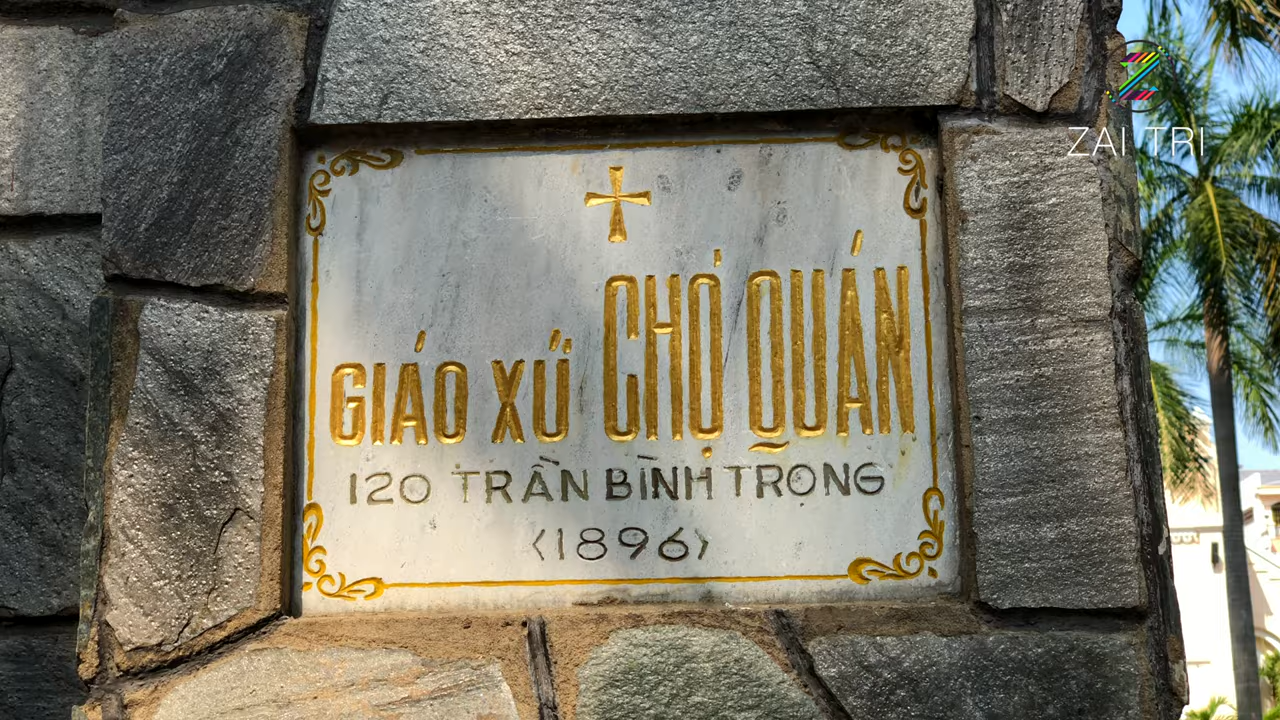 ZAI TRI
GIÁO XỨ CHỢ QUÁN
120 TRẦN BÌNH TRỌNG
<1896>